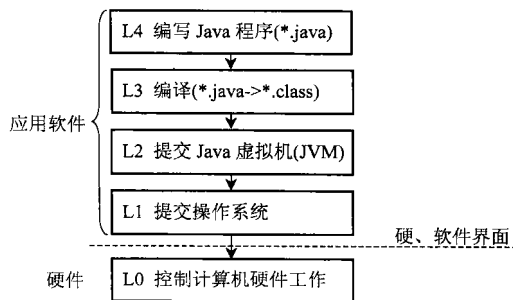 L4 编写 Java 程序(*.java)
L3 编译(*.java->*.class)
应用软件
L2 提交 Java 虚拟机(JVM)
L1 提交操作系统
硬、软件界面
硬件
L0 控制计算机硬件工作